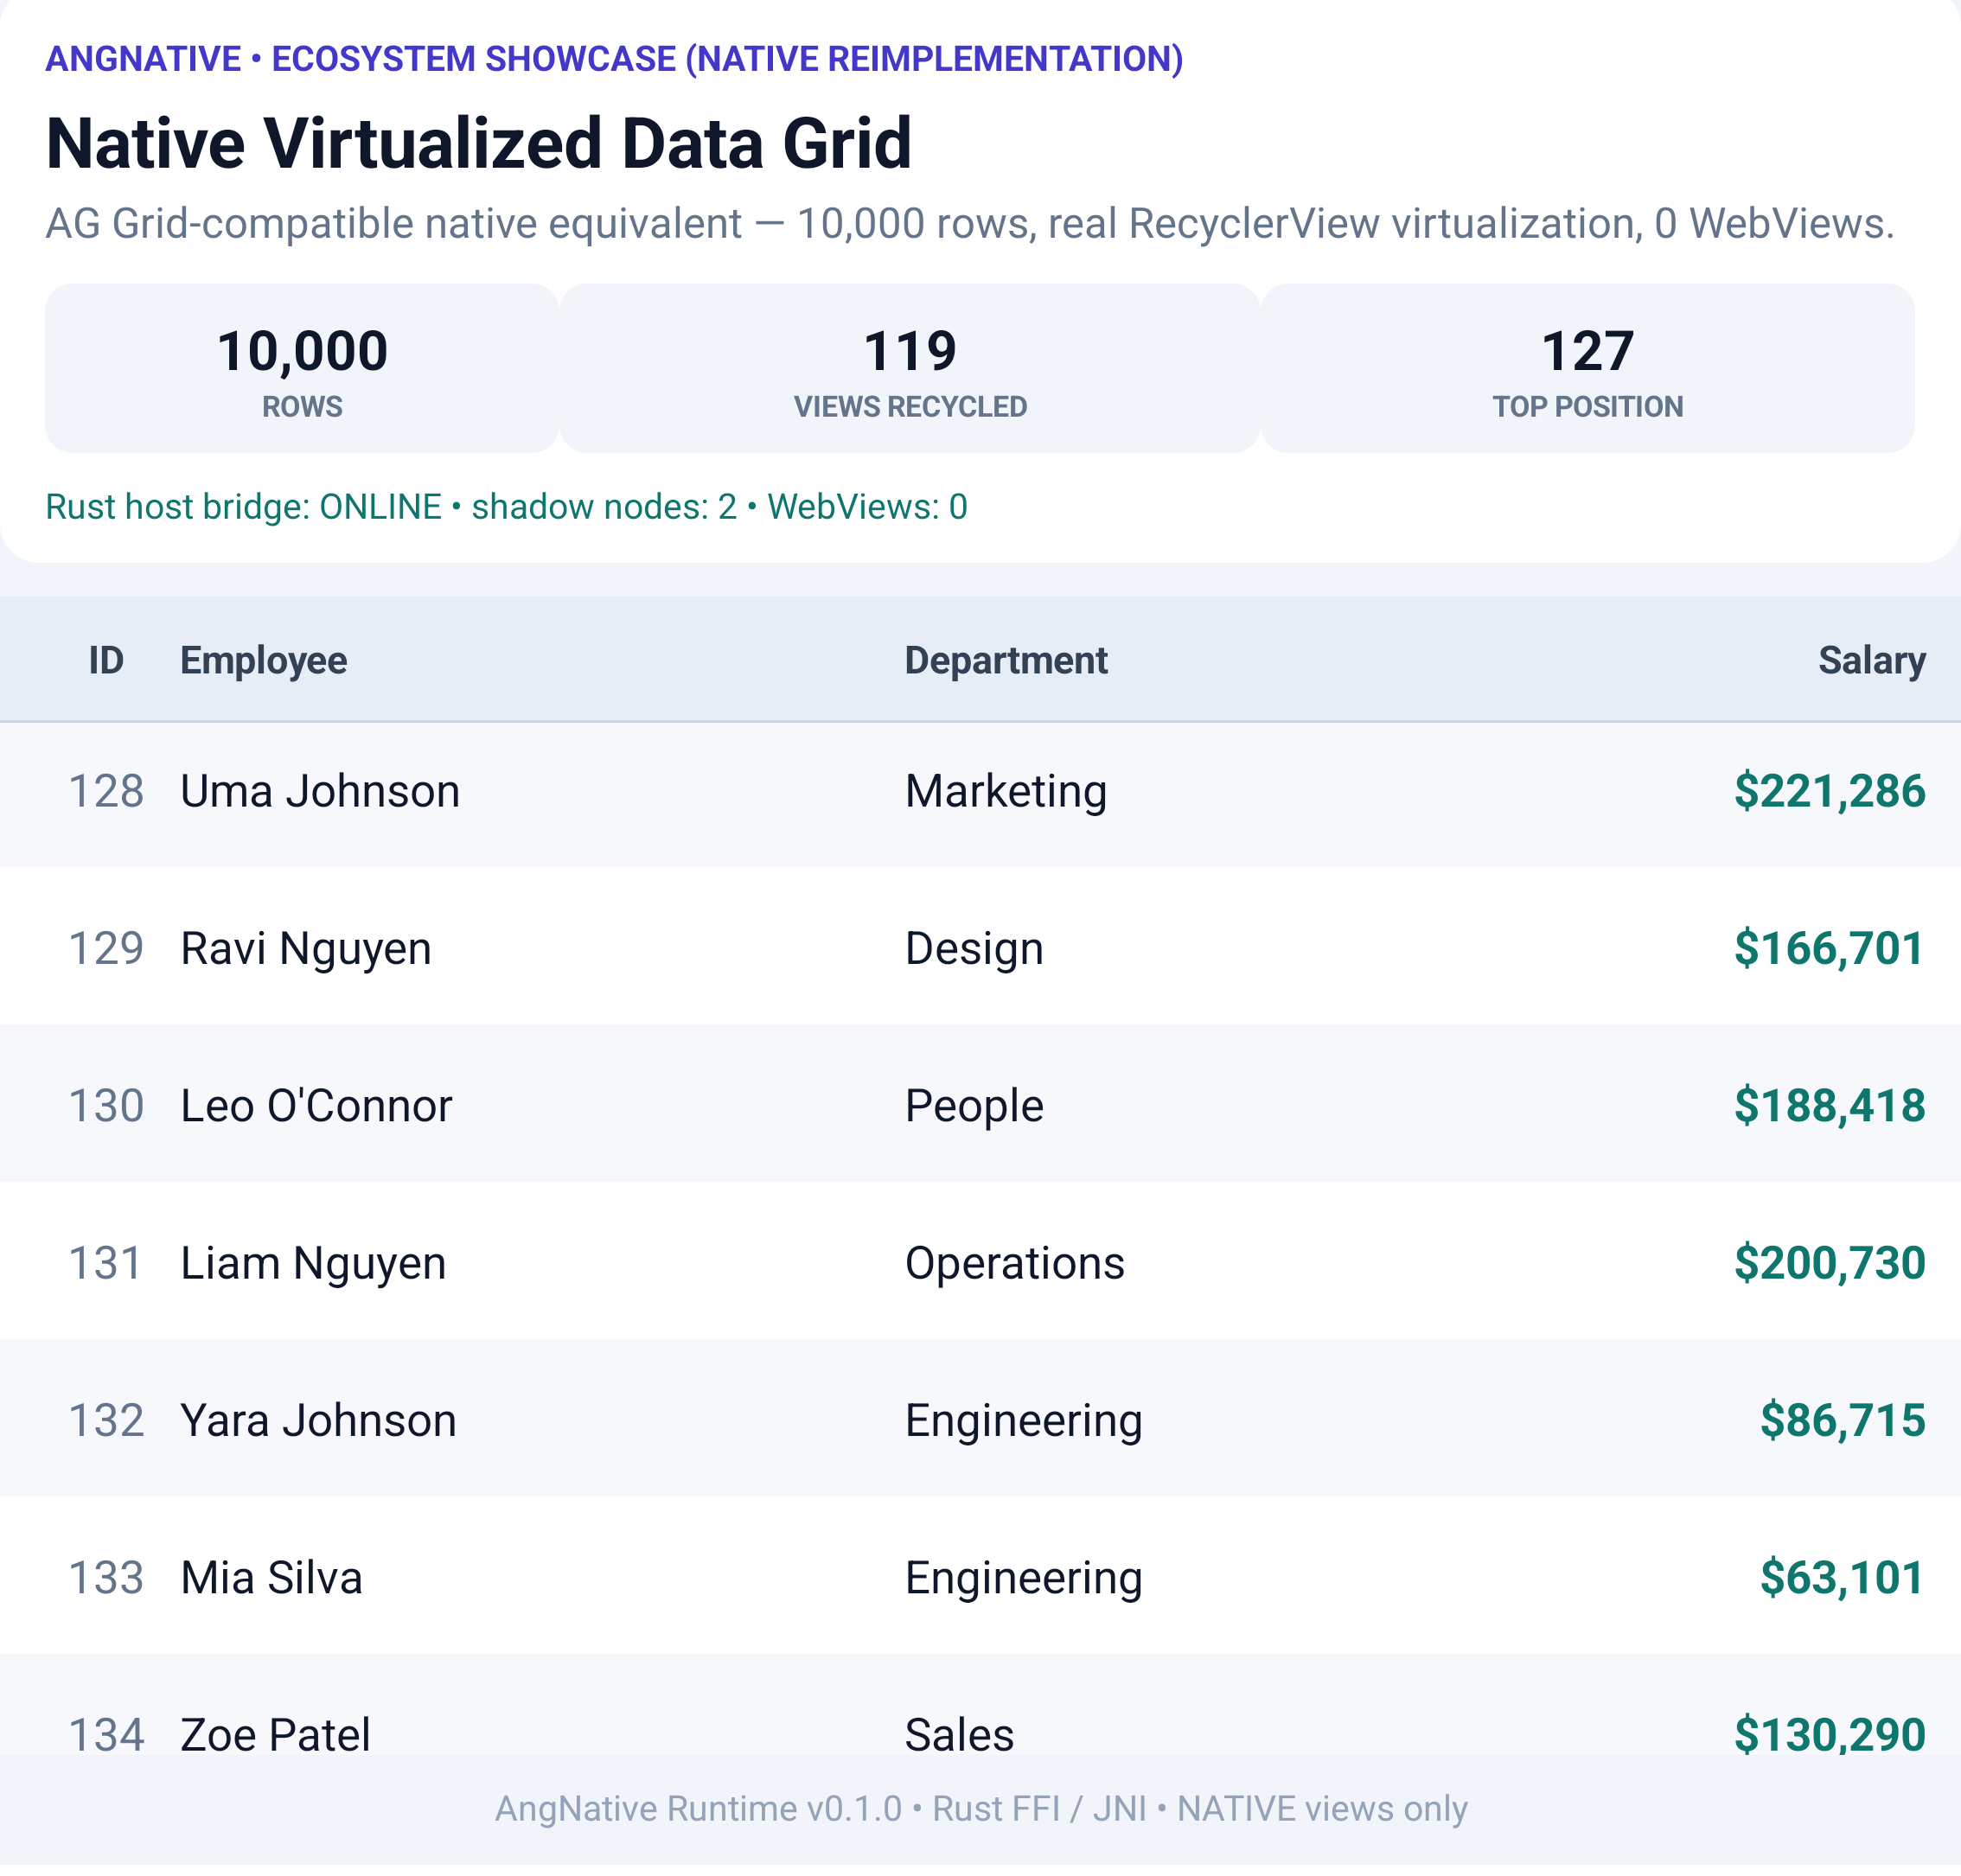 ANGNATIVE • ECOSYSTEM SHOWCASE (NATIVE REIMPLEMENTATION)
Native Virtualized Data Grid
AG Grid-compatible native equivalent — 10,000 rows, real RecyclerView virtualization, 0 WebViews.
10,000 119 127
ROWS VIEWS RECYCLED TOP POSITION
Rust host bridge: ONLINE • shadow nodes: 2 • WebViews: 0
ID Employee Department Salary
128 Uma Johnson Marketing $221,286
129 Ravi Nguyen Design $166,701
130 Leo O'Connor People $188,418
131 Liam Nguyen Operations $200,730
132 Yara Johnson Engineering $86,715
133 Mia Silva Engineering $63,101
134 Zoe Patel Sales $130,290
AngNative Runtime v0.1.0 • Rust FFI / JNI • NATIVE views only